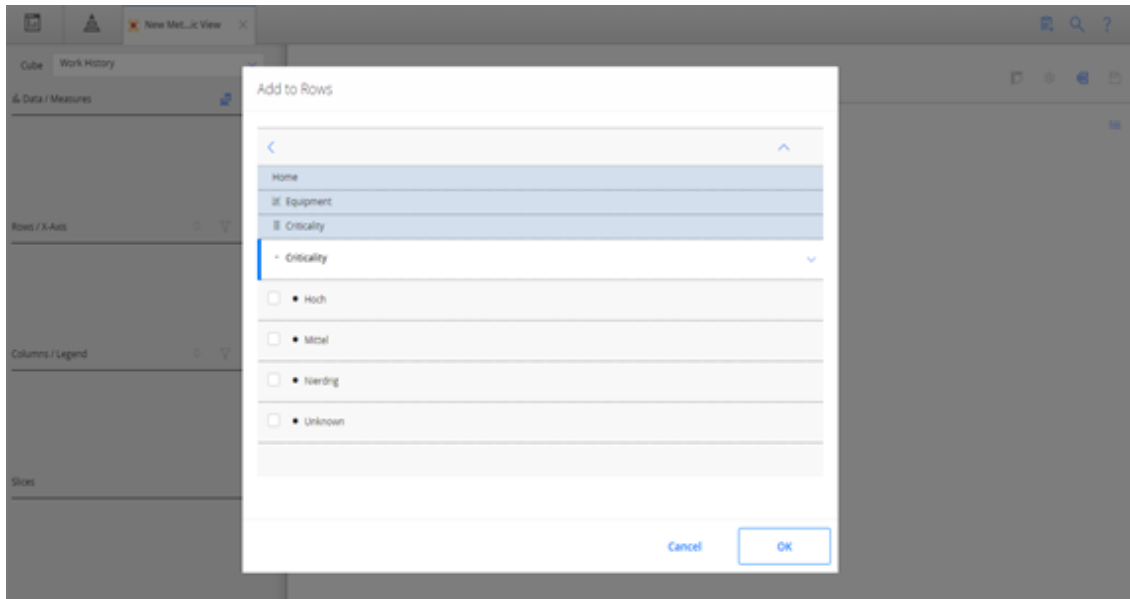 New Met...ic View
Cube Work History
Data / Measures
Rows / X-Axis
Columns / Legend
Slices
Add to Rows
Home
Equipment
Criticality
Criticality
Hoch
Mittel
Nierdrig
Unknown
Cancel OK